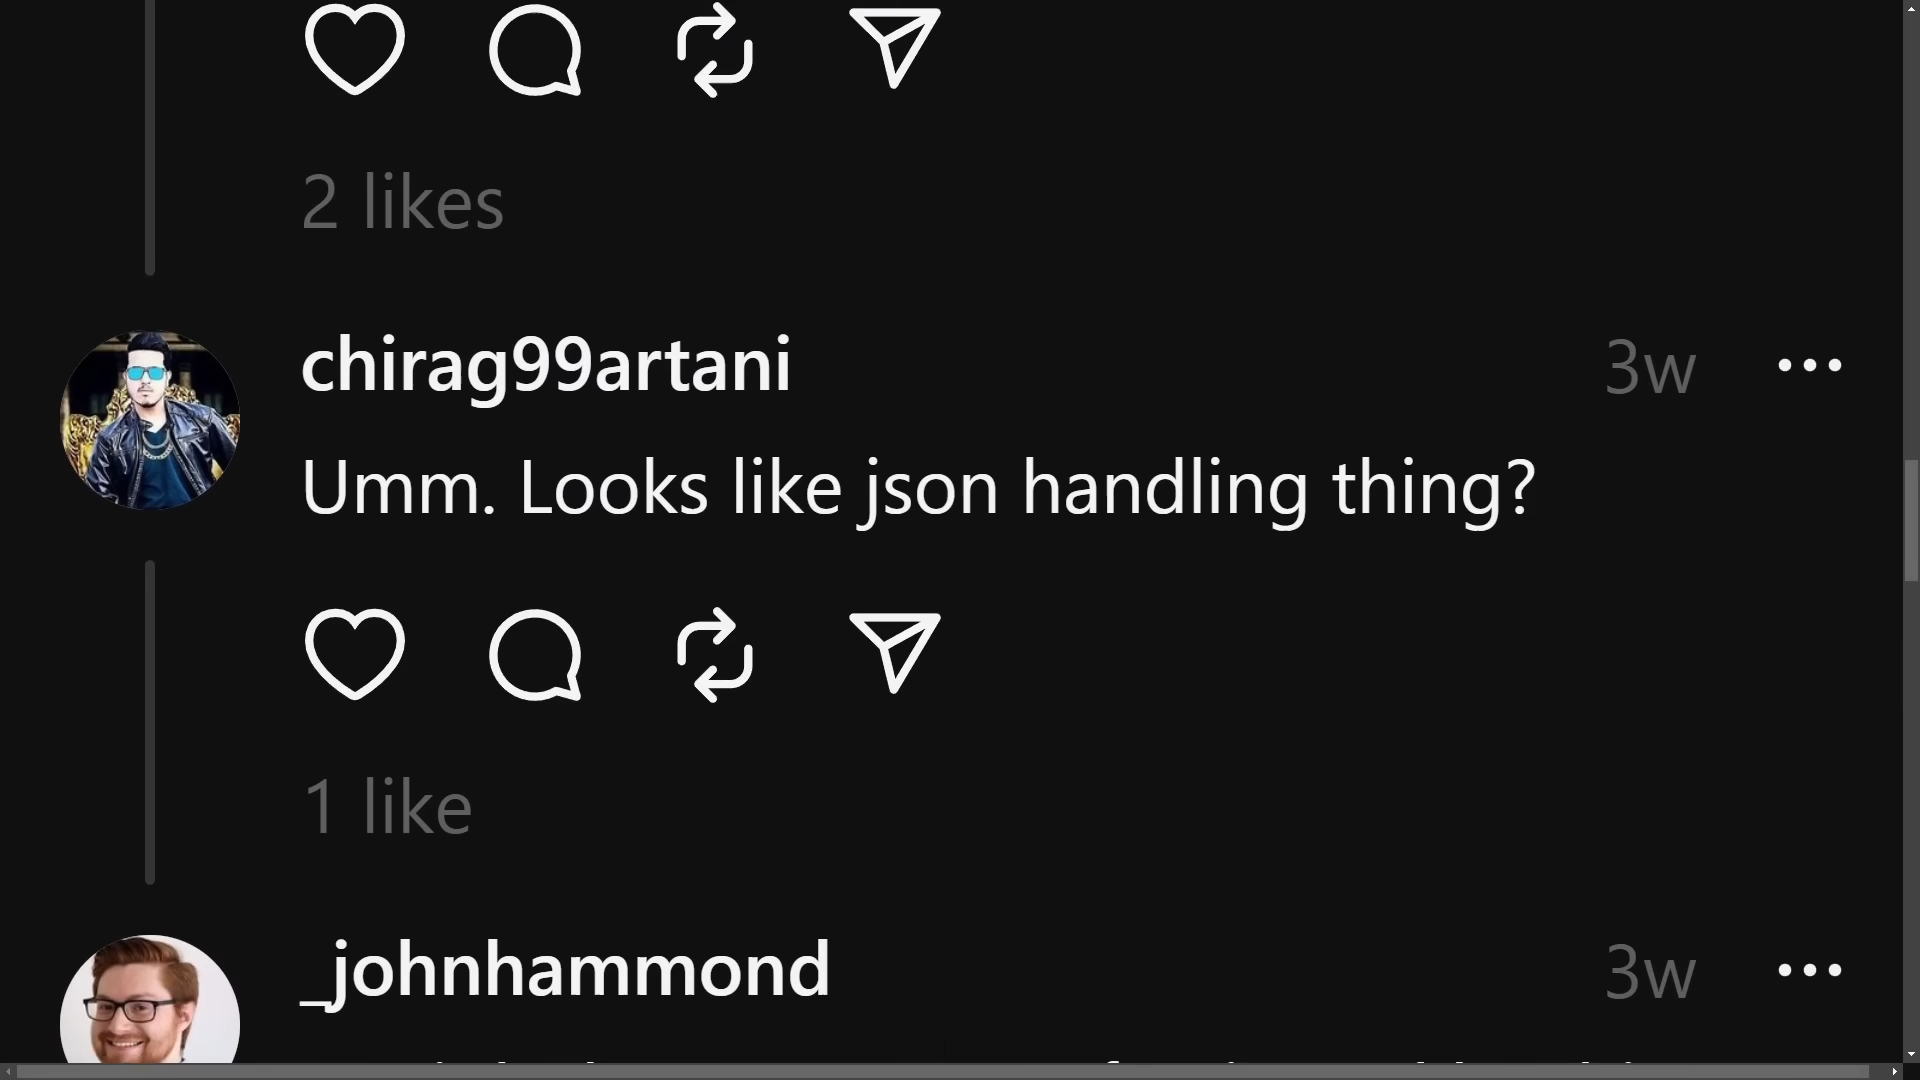 2 likes
chirag99artani 3w
Umm. Looks like json handling thing?
1 like
_johnhammond 3w